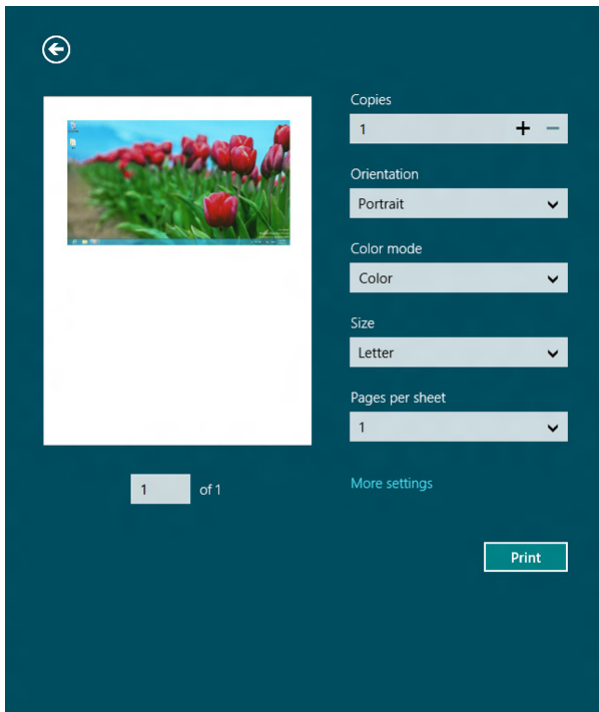 Copies
1
Orientation
Portrait
Color mode
Color
Size
Letter
Pages per sheet
1
1 of 1
More settings
Print